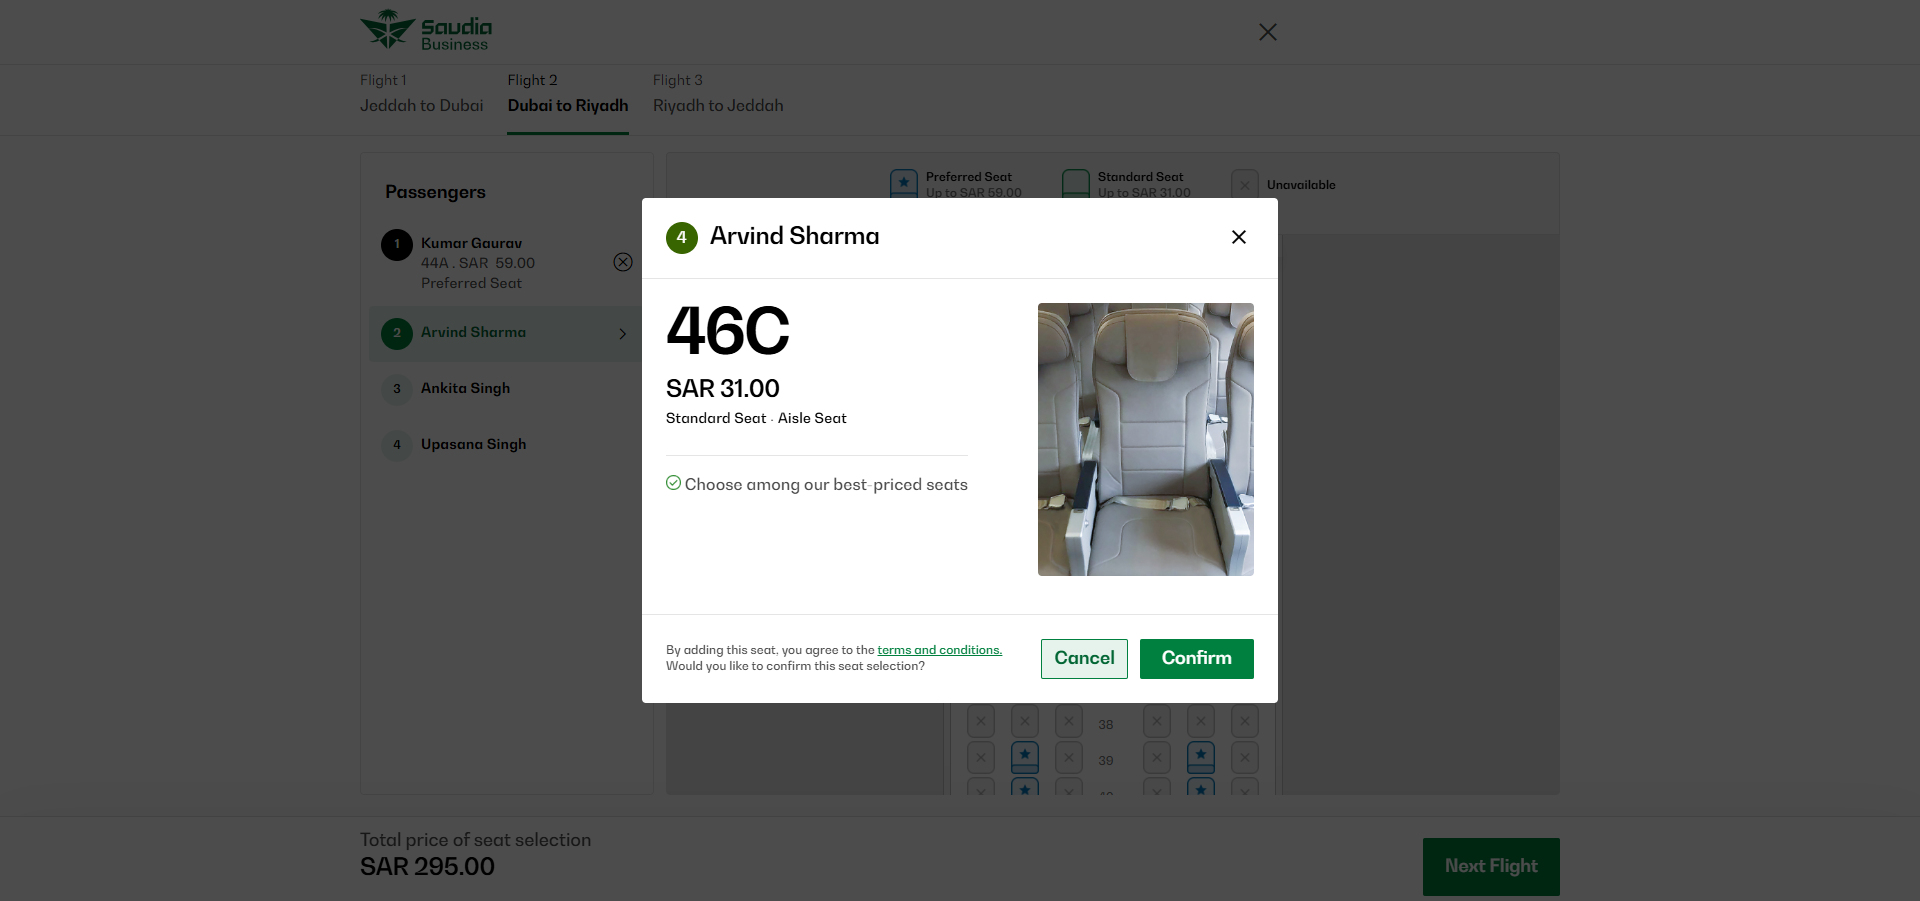 Saudia
Business
Flight 1
Jeddah to Dubai
Flight 2
Dubai to Riyadh
Flight 3
Riyadh to Jeddah
Passengers
1
Kumar Gaurav
44A . SAR 59.00
Preferred Seat
2
Arvind Sharma
3
Ankita Singh
4
Upasana Singh
Preferred Seat
Up to SAR 59.00
Standard Seat
Up to SAR 31.00
Unavailable
4
Arvind Sharma
46C
SAR 31.00
Standard Seat · Aisle Seat
Choose among our best-priced seats
By adding this seat, you agree to the terms and conditions.
Would you like to confirm this seat selection?
Cancel
Confirm
38
39
Total price of seat selection
SAR 295.00
Next Flight